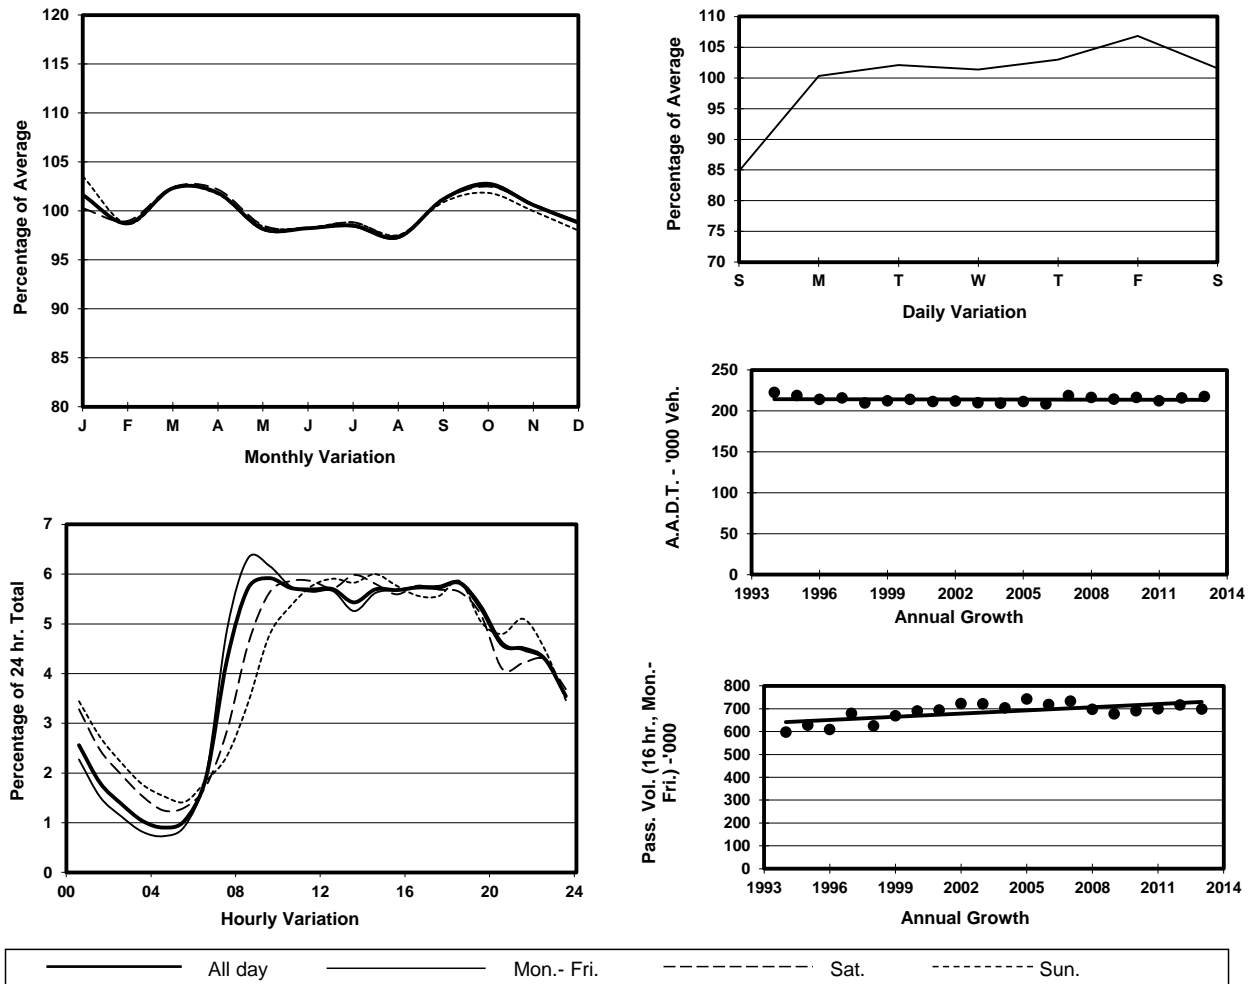 120
115
110
105
100
95
90
85
80
Percentage of Average
J F M A M J J A S O N D
Monthly Variation
110
105
100
95
90
85
80
75
70
Percentage of Average
S M T W T F S
Daily Variation
250
200
150
100
50
0
A.A.D.T. - '000 Veh.
1993 1996 1999 2002 2005 2008 2011 2014
Annual Growth
7
6
5
4
3
2
1
0
Percentage of 24 hr. Total
00 04 08 12 16 20 24
Hourly Variation
800
700
600
500
400
300
200
100
0
Pass. Vol. (16 hr., Mon.-
Fri.) -'000
1993 1996 1999 2002 2005 2008 2011 2014
Annual Growth
All day Mon.- Fri. Sat. Sun.